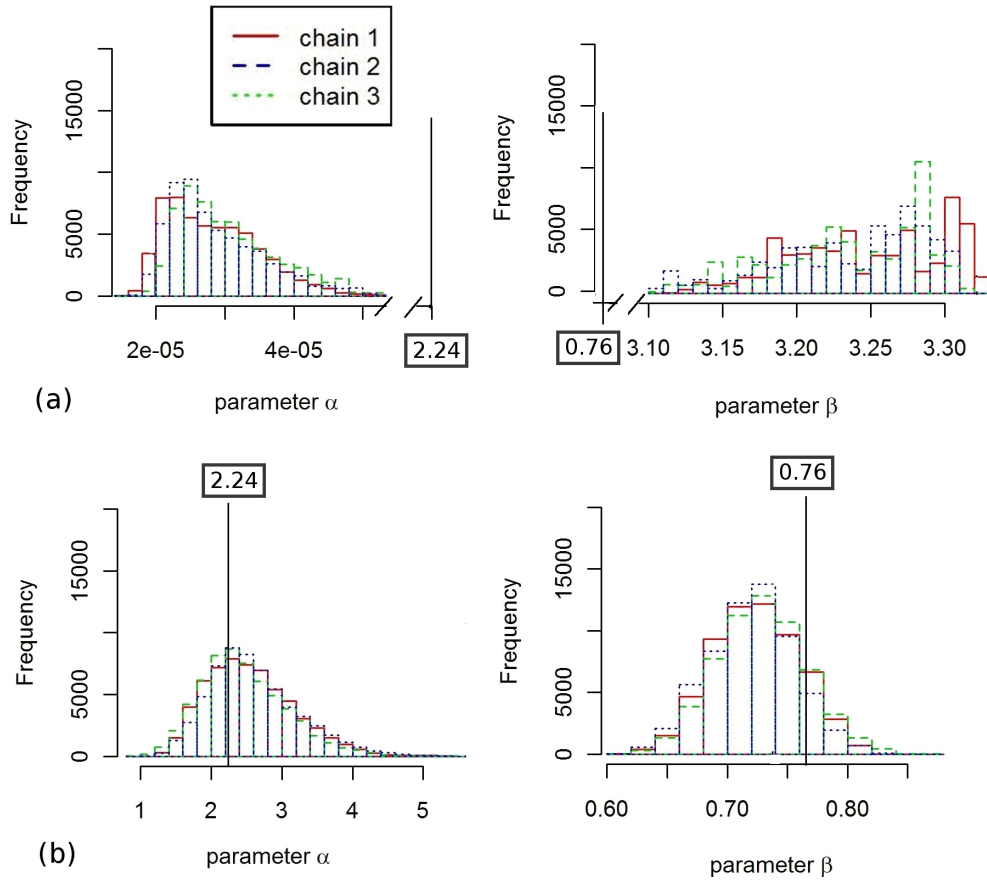 chain 1
chain 2
chain 3
Frequency
0
5000
15000
2e-05
4e-05
2.24
parameter α
Frequency
0
5000
15000
0.76
3.10
3.15
3.20
3.25
3.30
parameter β
(a)
2.24
Frequency
0
5000
15000
1
2
3
4
5
parameter α
0.76
Frequency
0
5000
15000
0.60
0.70
0.80
parameter β
(b)